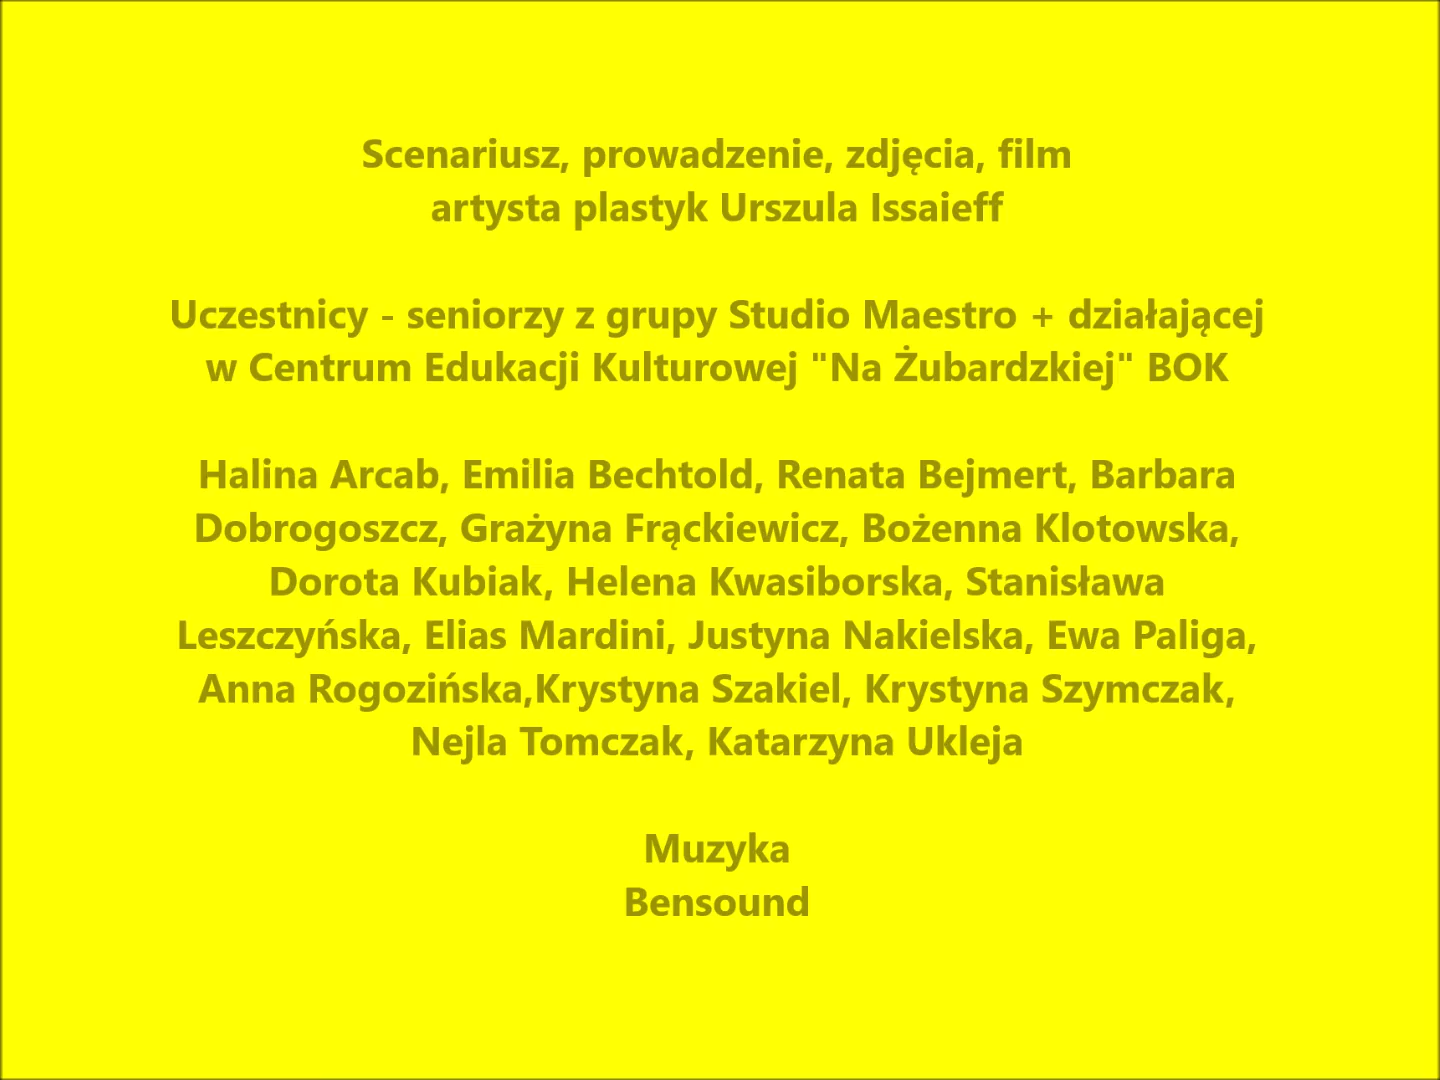 Scenariusz, prowadzenie, zdjęcia, film
artysta plastyk Urszula Issaieff
Uczestnicy - seniorzy z grupy Studio Maestro + działającej
w Centrum Edukacji Kulturowej "Na Żubardzkiej" BOK
Halina Arcab, Emilia Bechtold, Renata Bejmert, Barbara
Dobrogoszcz, Grażyna Frąckiewicz, Bożenna Klotowska,
Dorota Kubiak, Helena Kwasiborska, Stanisława
Leszczyńska, Elias Mardini, Justyna Nakielska, Ewa Paliga,
Anna Rogozińska,Krystyna Szakiel, Krystyna Szymczak,
Nejla Tomczak, Katarzyna Ukleja
Muzyka
Bensound